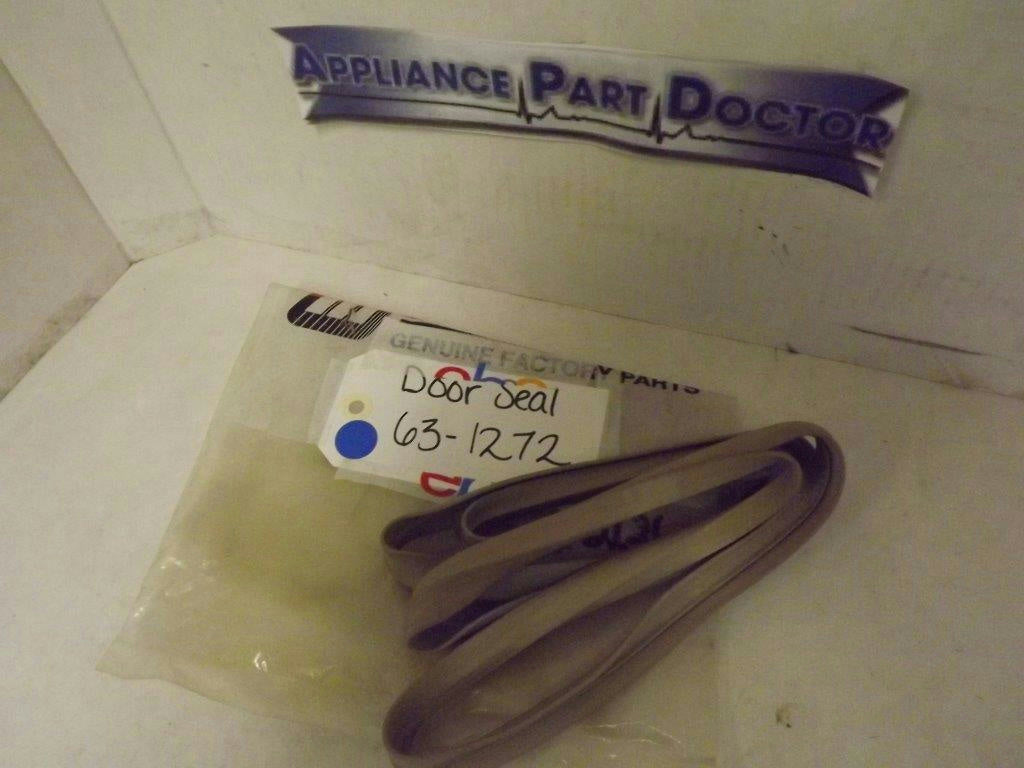 APPLIANCE PART DOCTOR
GENUINE FACTORY PARTS
Door Seal
63-1272